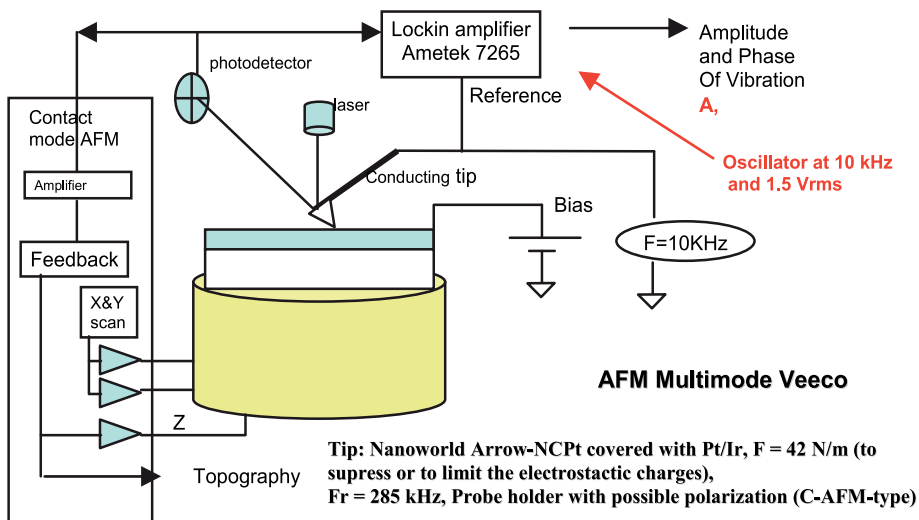 Lockin amplifier
Ametek 7265
Amplitude
and Phase
Of Vibration
A,
photodetector
Reference
laser
Contact
mode AFM
Oscillator at 10 kHz
and 1.5 Vrms
Amplifier
Conducting tip
Bias
Feedback
F=10KHz
X&Y
scan
AFM Multimode Veeco
Z
Topography
Tip: Nanoworld Arrow-NCPt covered with Pt/Ir, F = 42 N/m (to
supress or to limit the electrostactic charges),
Fr = 285 kHz, Probe holder with possible polarization (C-AFM-type)